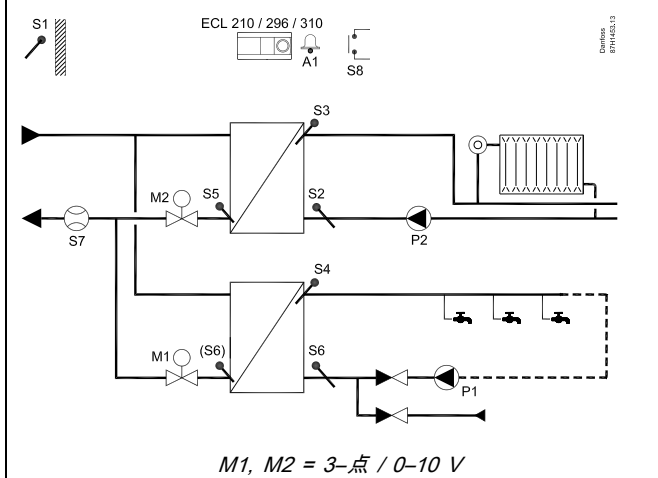 S1
ECL 210 / 296 / 310
A1
S8
Danfoss
87H1453.13
S3
M2
S5
S2
S7
P2
S4
M1
(S6)
S6
P1
M1, M2 = 3–点 / 0–10 V